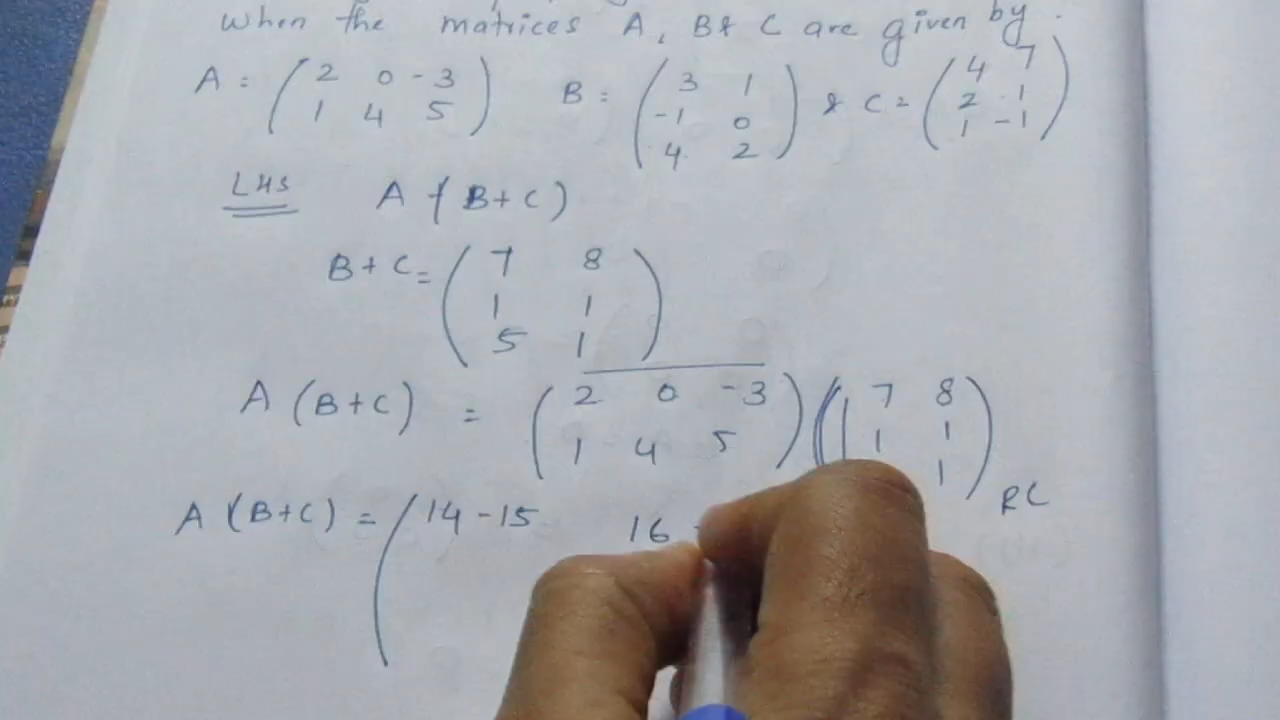 when the matrices A, B & C are given by.
A = ( 2 0 -3 ) B = ( 3 1 ) & C = ( 4 7 )
1 4 5 -1 0 2 1
4 2 1 -1
LHS A (B+C)
B+C = ( 7 8 )
1 1
5 1
A (B+C) = ( 2 0 -3 ) ( 7 8 )
1 4 5 1 1
1 RC
A (B+C) = ( 14 - 15 16